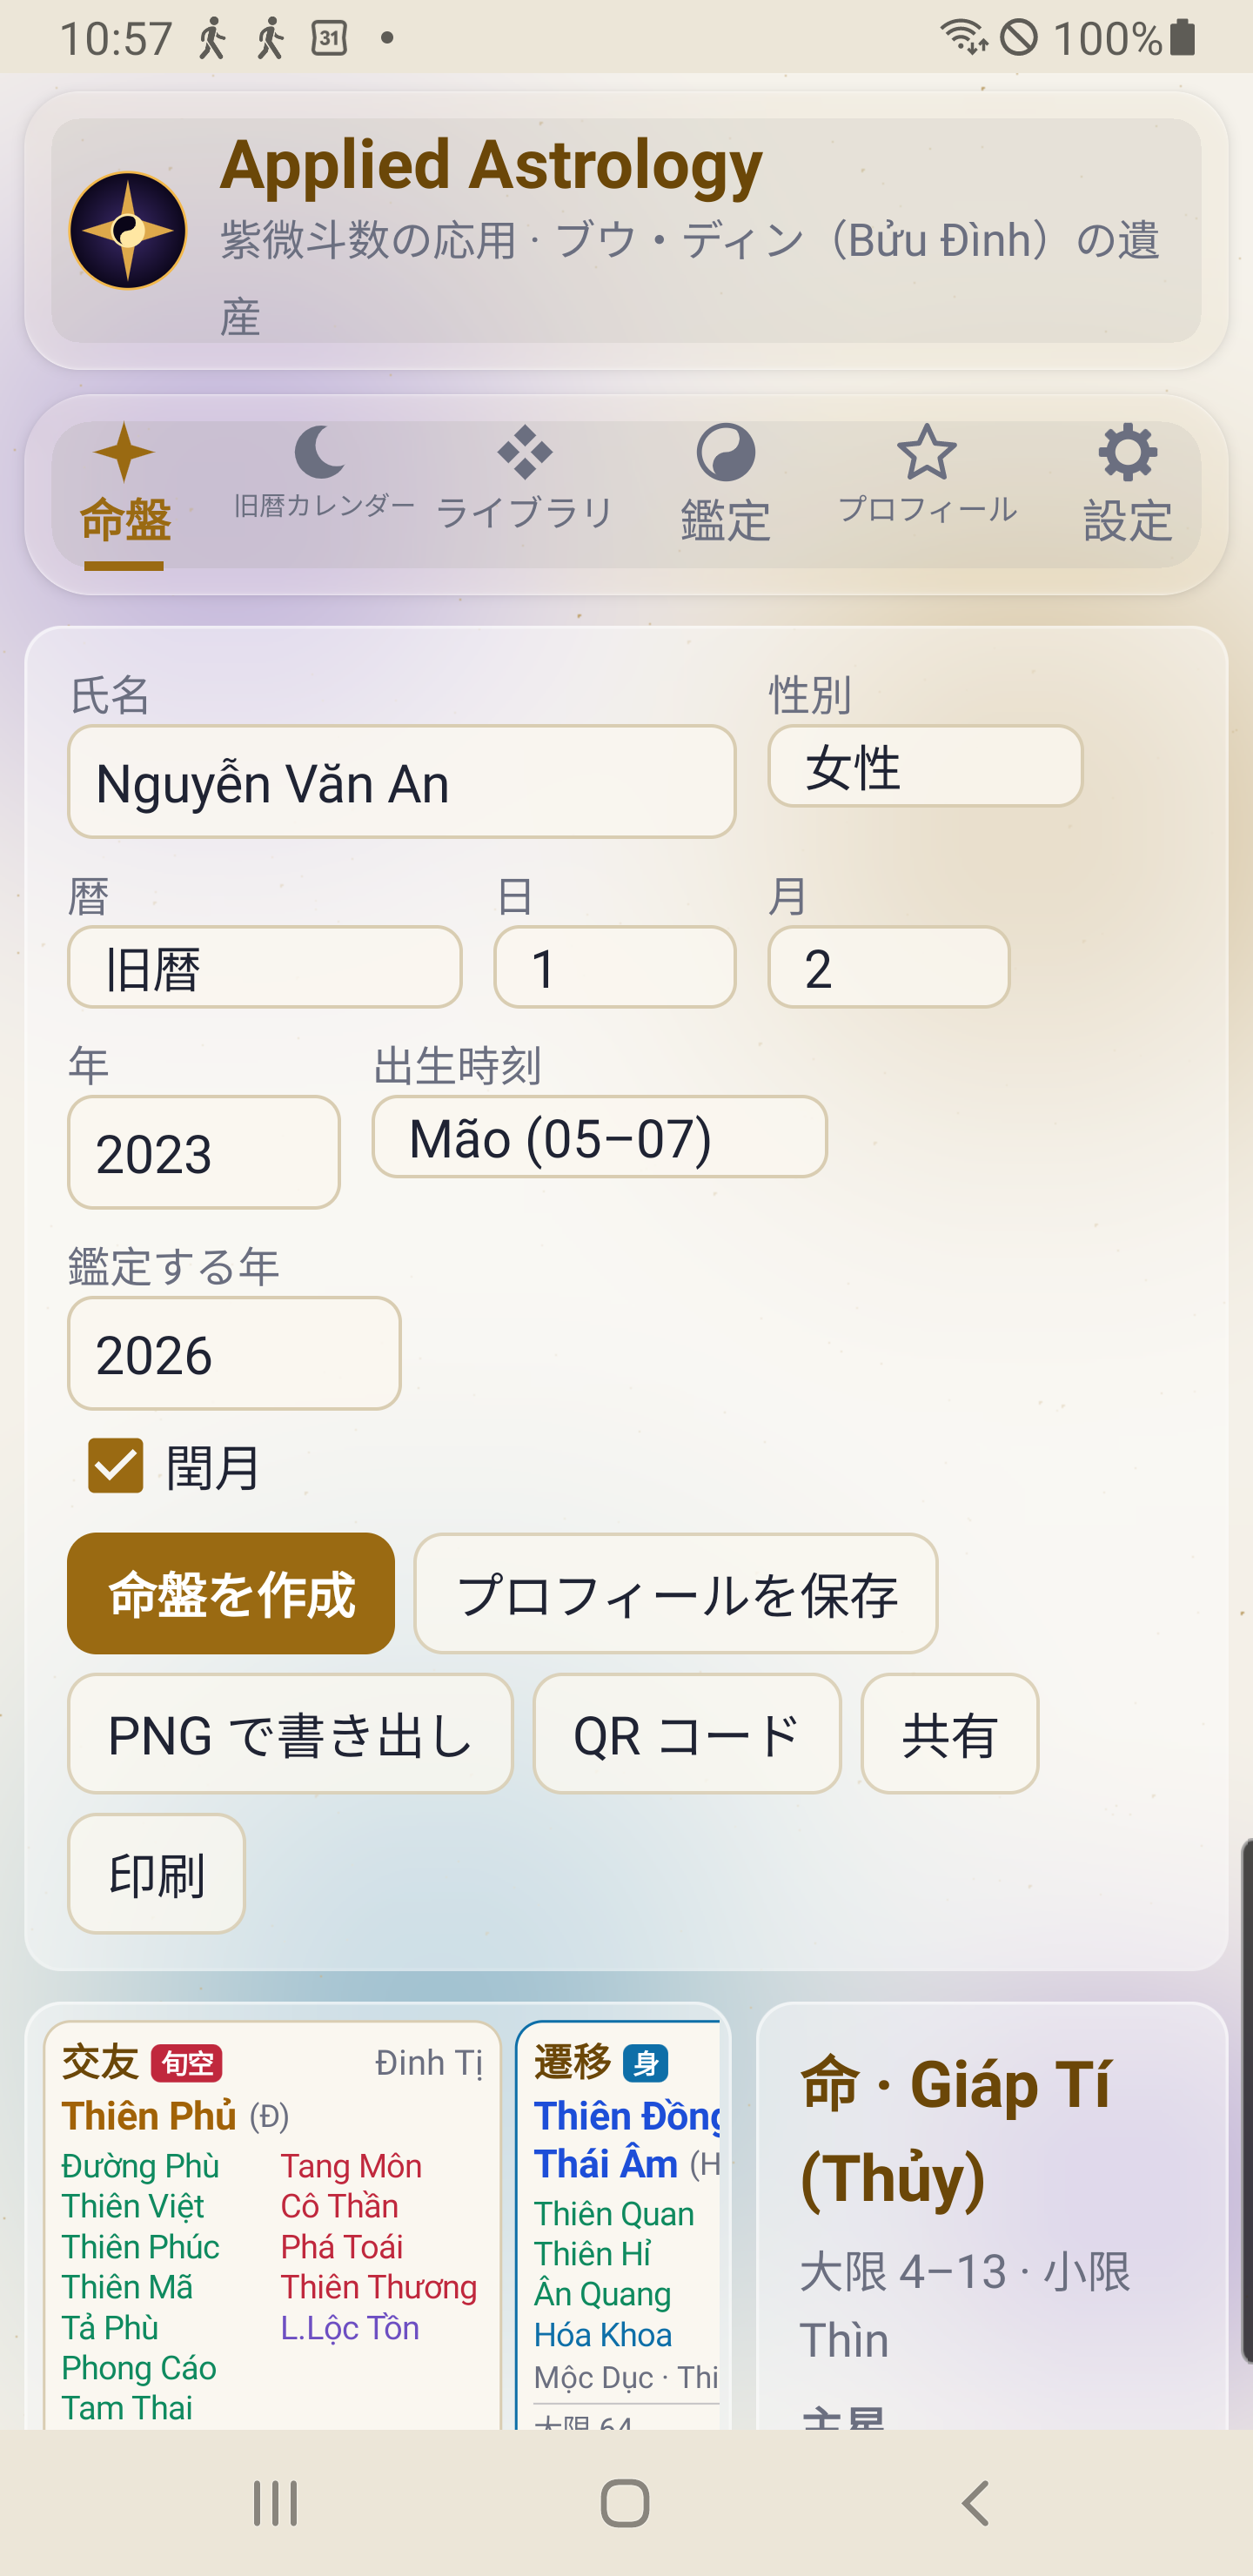 10:57
31
100%
Applied Astrology
紫微斗数の応用 · ブウ・ディン（Bửu Đình）の遺
産
命盤 旧暦カレンダー ライブラリ 鑑定 プロフィール 設定
氏名 性別
Nguyễn Văn An 女性
暦 日 月
旧暦 1 2
年 出生時刻
2023 Mão (05–07)
鑑定する年
2026
閏月
命盤を作成 プロフィールを保存
PNG で書き出し QR コード 共有
印刷
交友 旬空 Đinh Tị
Thiên Phủ (Đ)
Đường Phù Tang Môn
Thiên Việt Cô Thần
Thiên Phúc Phá Toái
Thiên Mã Thiên Thương
Tả Phù L.Lộc Tồn
Phong Cáo
Tam Thai
遷移 身
Thiên Đồng
Thái Âm (H
Thiên Quan
Thiên Hỉ
Ân Quang
Hóa Khoa
Mộc Dục · Thi
大限 64
命 · Giáp Tí
(Thủy)
大限 4–13 · 小限
Thìn
主星